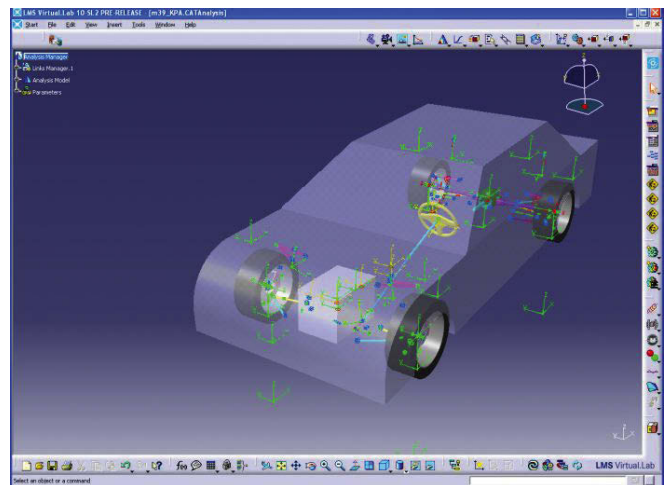 LMS Virtual.Lab 10 SL2 PRE-RELEASE - [m39_KPA.CATAnalysis]
Start File Edit View Insert Tools Window Help
Analysis Manager
Links Manager.1
Analysis Model
Parameters
LMS Virtual.Lab
Select an object or a command